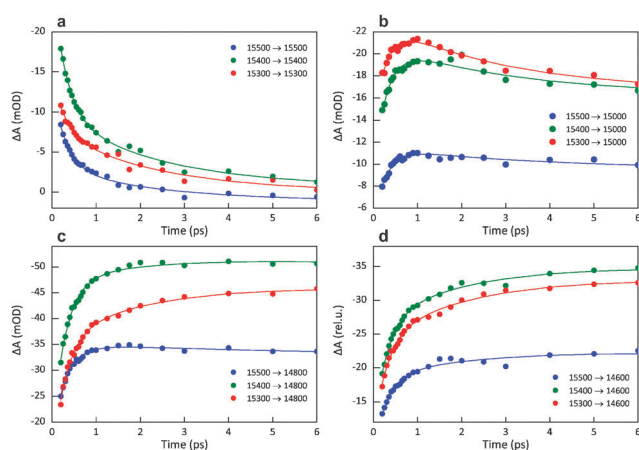 a
-20
-15
-10
-5
0
ΔA (mOD)
0
1
2
3
4
5
6
Time (ps)
15500 → 15500
15400 → 15400
15300 → 15300
b
-22
-20
-18
-16
-14
-12
-10
-8
-6
ΔA (mOD)
0
1
2
3
4
5
6
Time (ps)
15500 → 15000
15400 → 15000
15300 → 15000
c
-50
-45
-40
-35
-30
-25
-20
ΔA (mOD)
0
1
2
3
4
5
6
Time (ps)
15500 → 14800
15400 → 14800
15300 → 14800
d
-35
-30
-25
-20
-15
ΔA (rel.u.)
0
1
2
3
4
5
6
Time (ps)
15500 → 14600
15400 → 14600
15300 → 14600